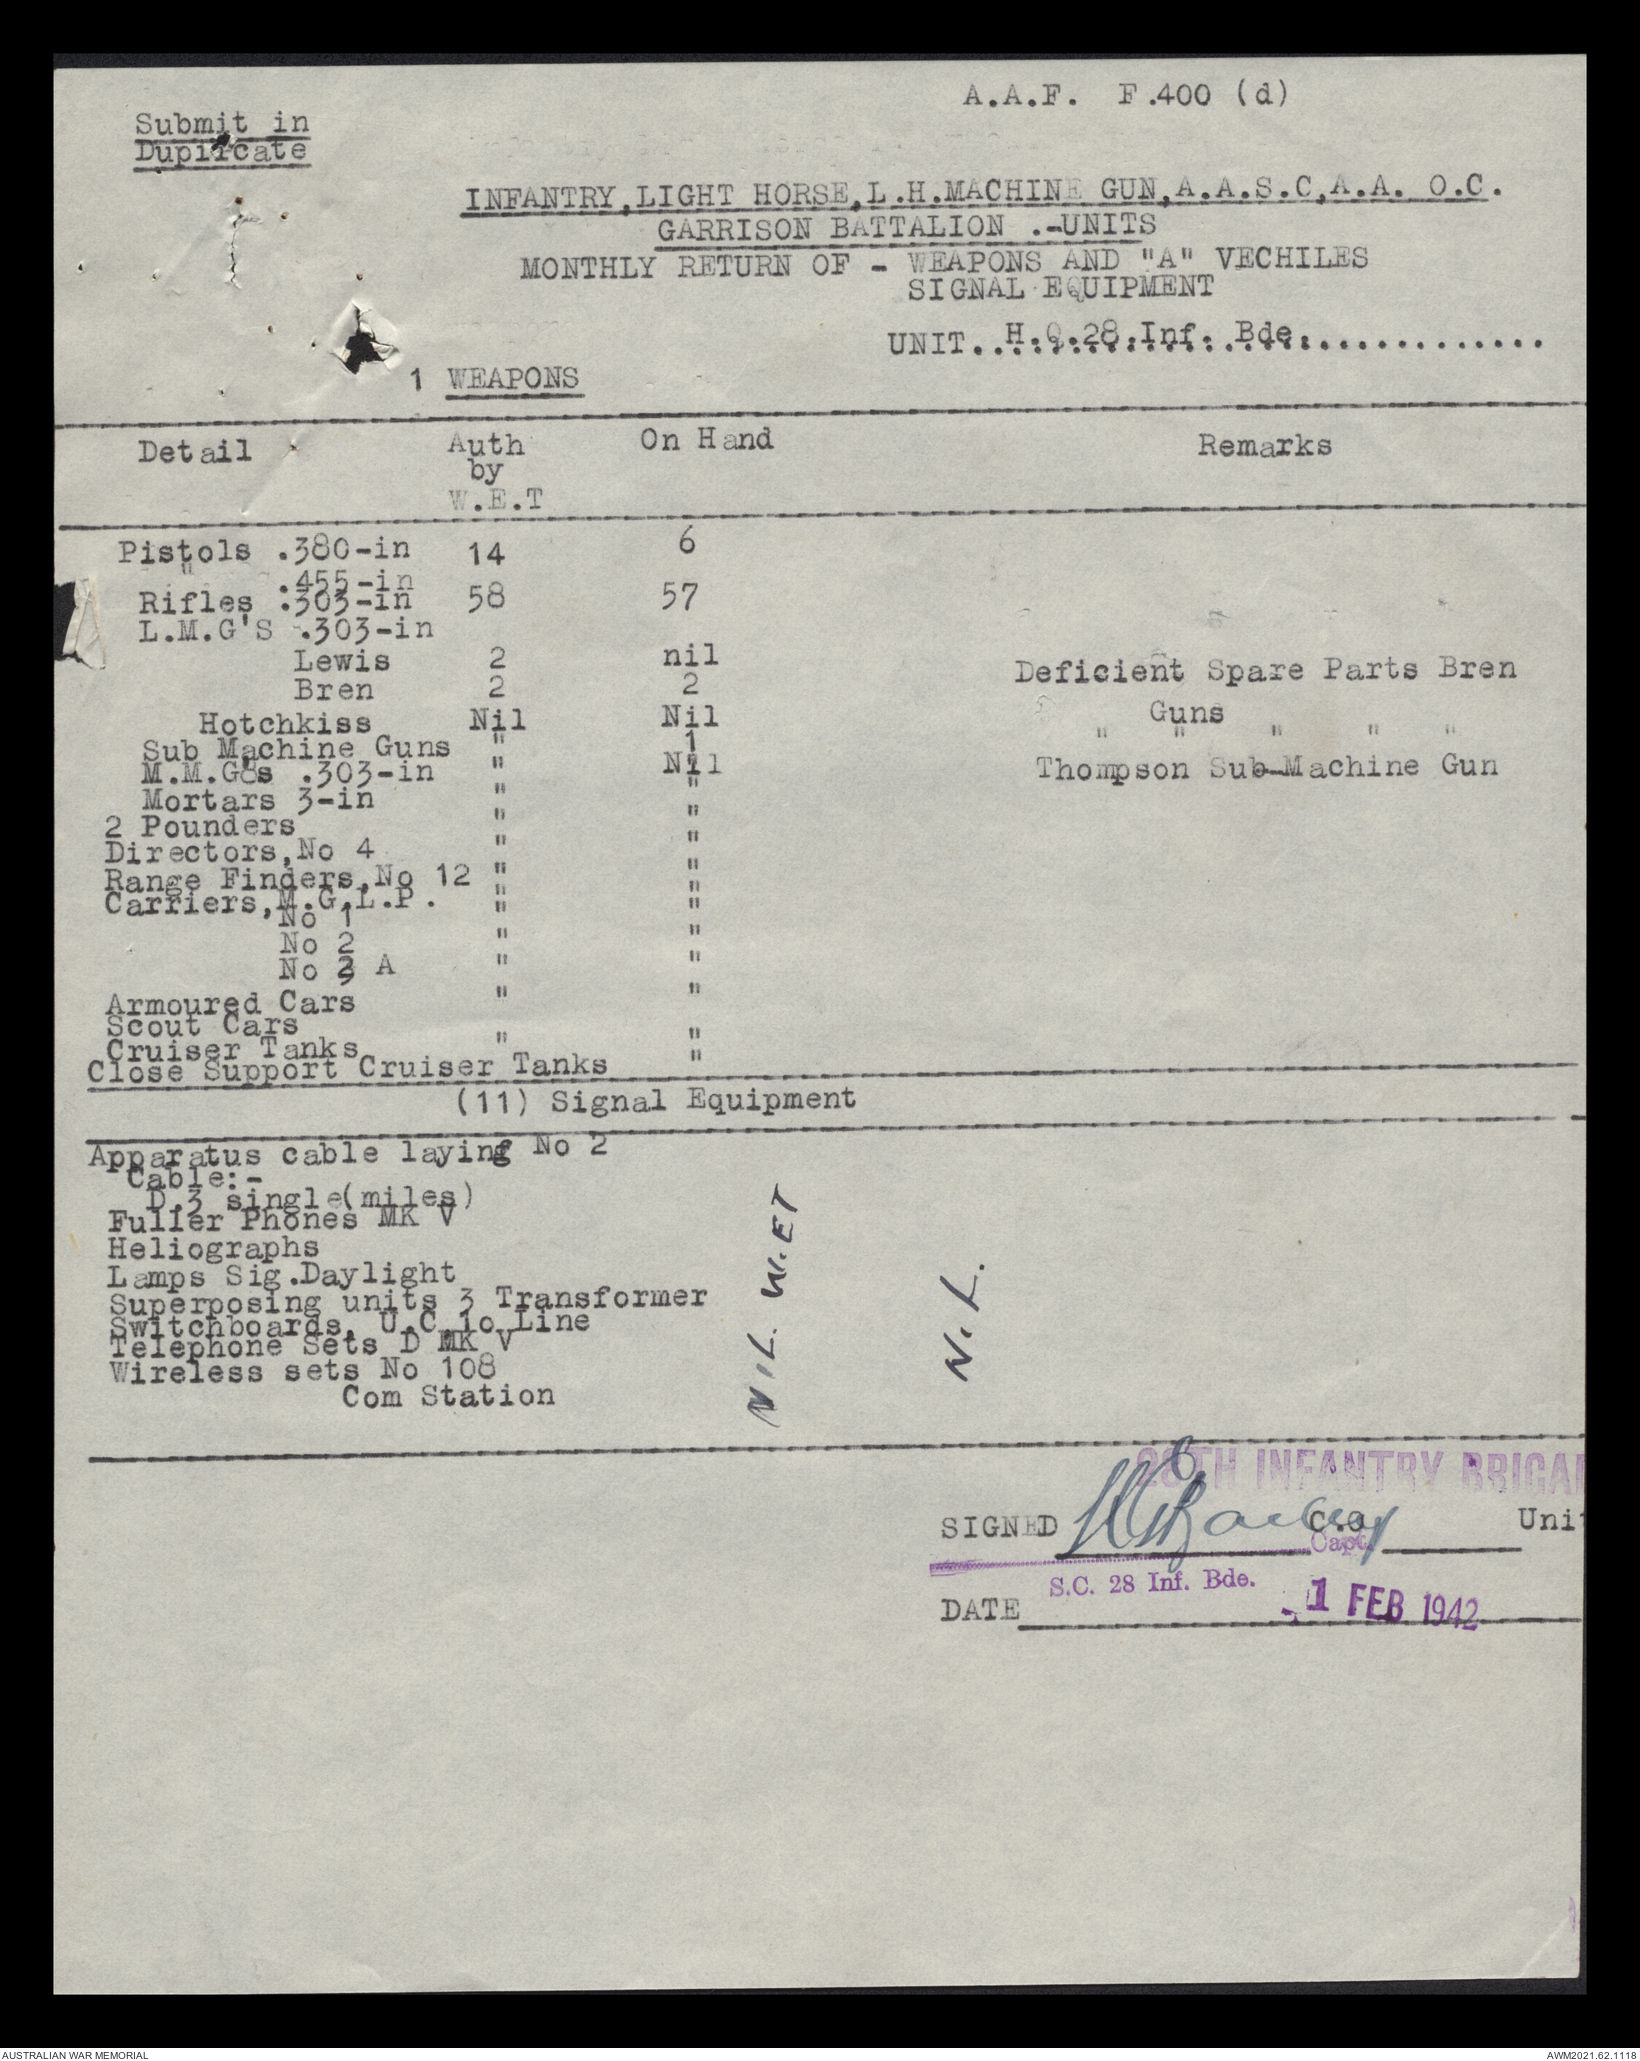 A.A.F. F.400 (d)
Submit in
Duplicate
INFANTRY,LIGHT HORSE,L.H.MACHINE GUN,A.A.S.C,A.A. O.C.
GARRISON BATTALION .-UNITS
MONTHLY RETURN OF - WEAPONS AND "A" VECHILES
SIGNAL EQUIPMENT
UNIT..H.Q.28.Inf. Bde..............
1 WEAPONS
Detail Auth On Hand Remarks
by
W.E.T
Pistols .380-in 14 6
" .455-in
Rifles .303-in 58 57
L.M.G'S .303-in
Lewis 2 nil
Bren 2 2 Deficient Spare Parts Bren
Hotchkiss Nil Nil Guns
Sub Machine Guns " 1 " " " " "
M.M.G's .303-in " Nil Thompson Sub-Machine Gun
Mortars 3-in " "
2 Pounders " "
Directors,No 4 " "
Range Finders,No 12 " "
Carriers,M.G.L.P. " "
No 1 " "
No 2 " "
No 3 A " "
Armoured Cars " "
Scout Cars
Cruiser Tanks " "
Close Support Cruiser Tanks "
(11) Signal Equipment
Apparatus cable laying No 2
Cable:-
D.3 single(miles)
Fuller Phones MK V
Heliographs
Lamps Sig.Daylight
Superposing units 3 Transformer
Switchboards, U.C.10 Line
Telephone Sets D MK V
Wireless sets No 108
Com Station
NIL W.ET
NIL.
28TH INFANTRY BRIGA
SIGNED C.O Unit
Capt.
S.C. 28 Inf. Bde.
DATE -1 FEB 1942
AUSTRALIAN WAR MEMORIAL
AWM2021.62.1118